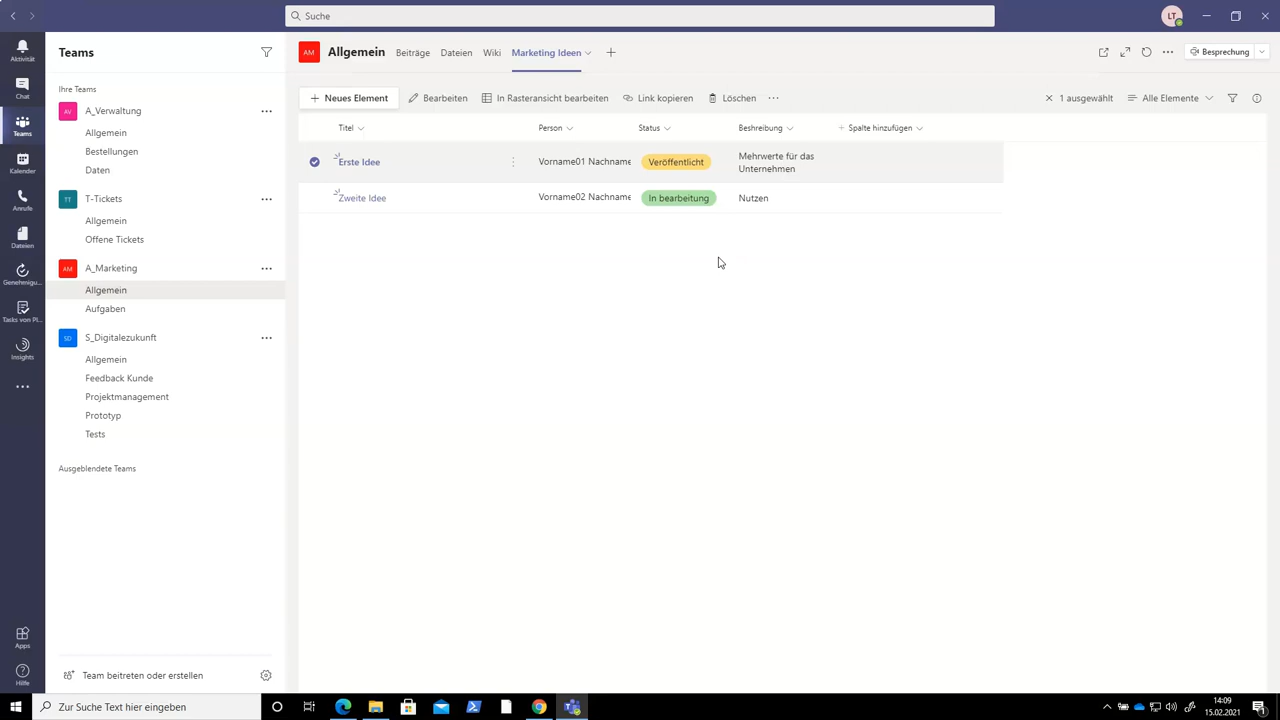 Suche
LT
Aktivität
Chat
Teams
Kalender
Anrufe
Dateien
Genehmigu...
Tasks von Pl...
Insights
Apps
Hilfe
Teams
Ihre Teams
AV A_Verwaltung
Allgemein
Bestellungen
Daten
TT T-Tickets
Allgemein
Offene Tickets
AM A_Marketing
Allgemein
Aufgaben
SD S_Digitalezukunft
Allgemein
Feedback Kunde
Projektmanagement
Prototyp
Tests
Ausgeblendete Teams
Team beitreten oder erstellen
AM Allgemein Beiträge Dateien Wiki Marketing Ideen
Besprechung
Neues Element Bearbeiten In Rasteransicht bearbeiten Link kopieren Löschen 1 ausgewählt Alle Elemente
Titel Person Status Beshreibung Spalte hinzufügen
Erste Idee Vorname01 Nachname Veröffentlicht Mehrwerte für das
Unternehmen
Zweite Idee Vorname02 Nachname In bearbeitung Nutzen
Zur Suche Text hier eingeben
14:09
15.02.2021
1